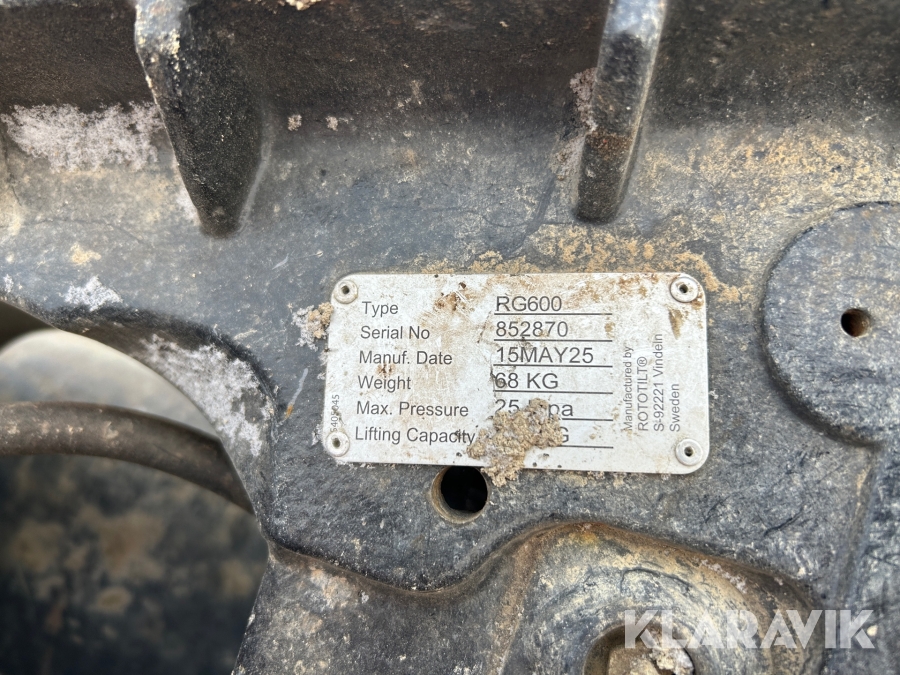 Type RG600
Serial No 852870
Manuf. Date 15MAY25
Weight 68 KG
Max. Pressure
Lifting Capacity
Manufactured by
ROTOTILT®
S-92221 Vindeln
Sweden
KLARAVIK